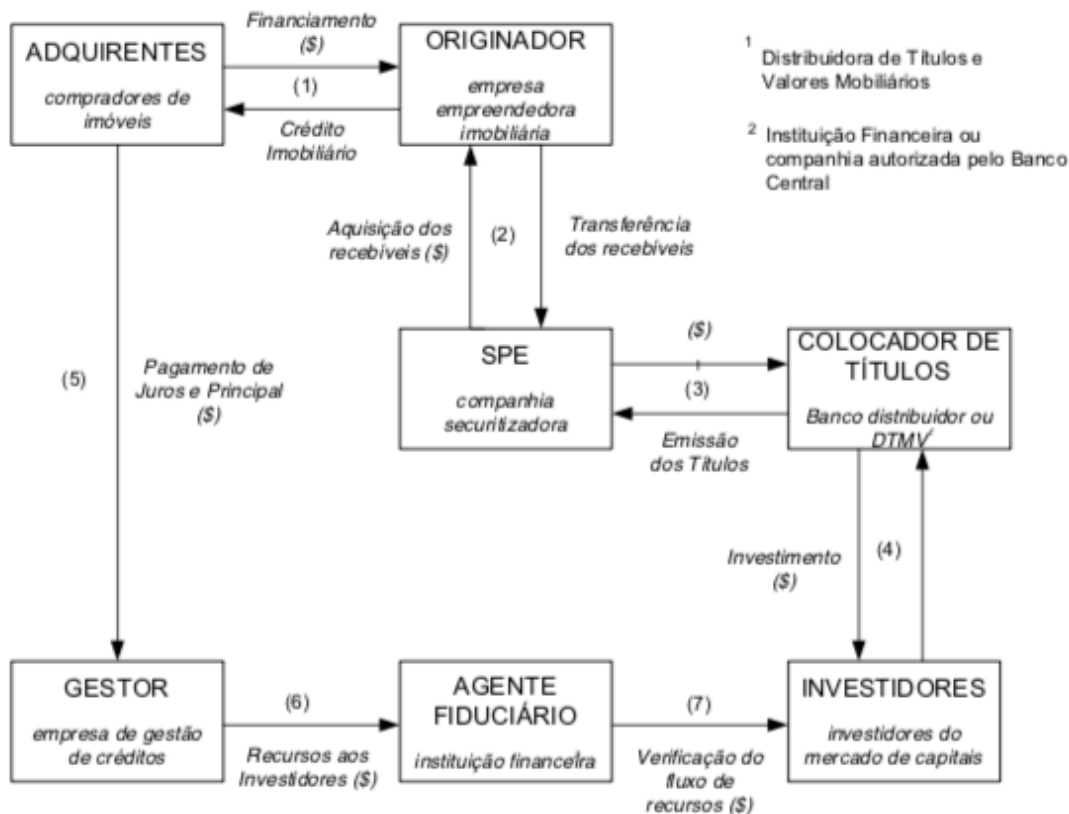 Financiamento
($)
ADQUIRENTES
compradores de
imóveis
(1)
Crédito
Imobiliário
ORIGINADOR
empresa
empreendedora
imobiliária
1 Distribuidora de Títulos e
Valores Mobiliários
2 Instituição Financeira ou
companhia autorizada pelo Banco
Central
Aquisição dos
recebíveis ($)
(2)
Transferência
dos recebíveis
SPE
companhia
securitizadora
($)
(3)
Emissão
dos Títulos
COLOCADOR DE
TÍTULOS
Banco distribuidor ou
DTMV
(5)
Pagamento de
Juros e Principal
($)
Investimento
($)
(4)
GESTOR
empresa de gestão
de créditos
(6)
Recursos aos
Investidores ($)
AGENTE
FIDUCIÁRIO
instituição financeira
(7)
Verificação do
fluxo de
recursos ($)
INVESTIDORES
investidores do
mercado de capitais